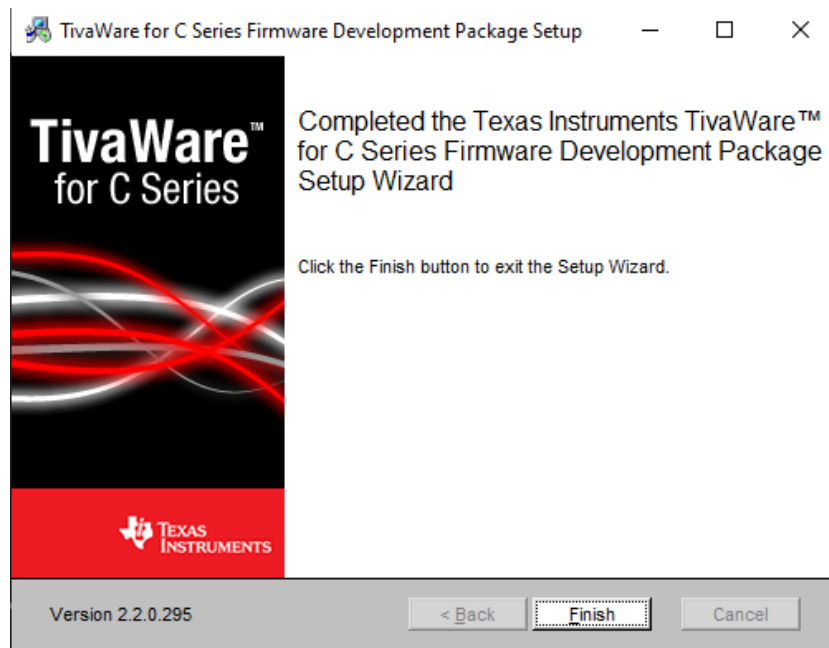 TivaWare for C Series Firmware Development Package Setup
TivaWare™
for C Series
Completed the Texas Instruments TivaWare™
for C Series Firmware Development Package
Setup Wizard
Click the Finish button to exit the Setup Wizard.
TEXAS
INSTRUMENTS
Version 2.2.0.295
< Back
Finish
Cancel